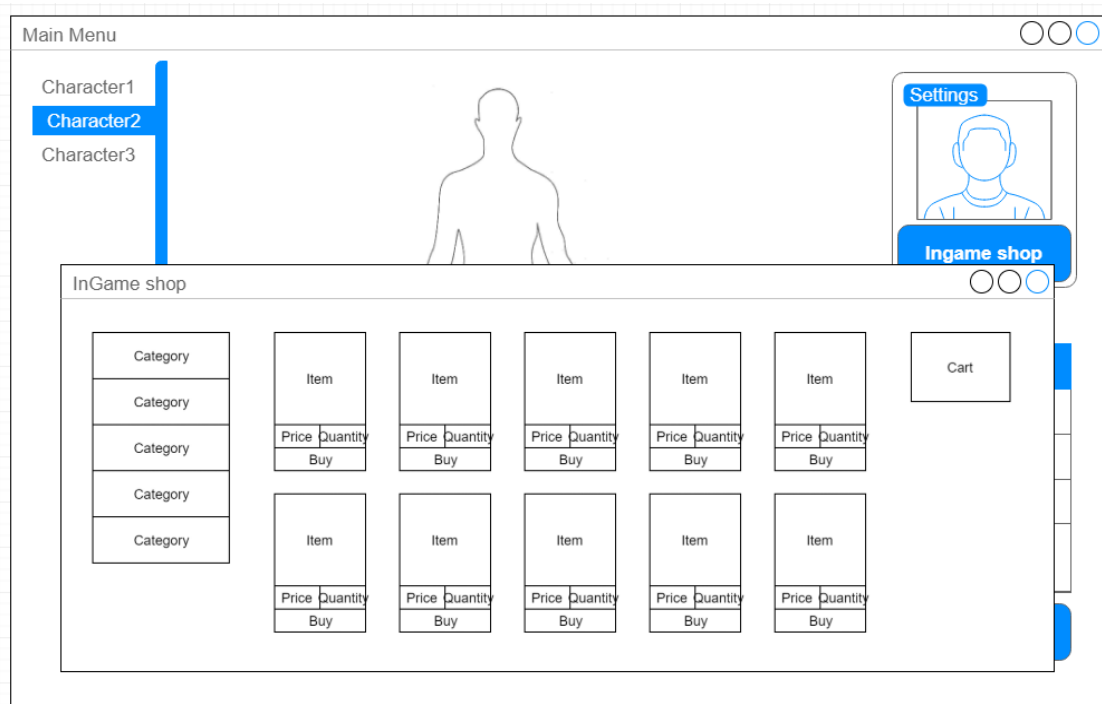 Main Menu
Character1
Character2
Character3
Settings
Ingame shop
InGame shop
Category
Category
Category
Category
Category
Item Item Item Item Item
Price Quantity Price Quantity Price Quantity Price Quantity Price Quantity
Buy Buy Buy Buy Buy
Item Item Item Item Item
Price Quantity Price Quantity Price Quantity Price Quantity Price Quantity
Buy Buy Buy Buy Buy
Cart